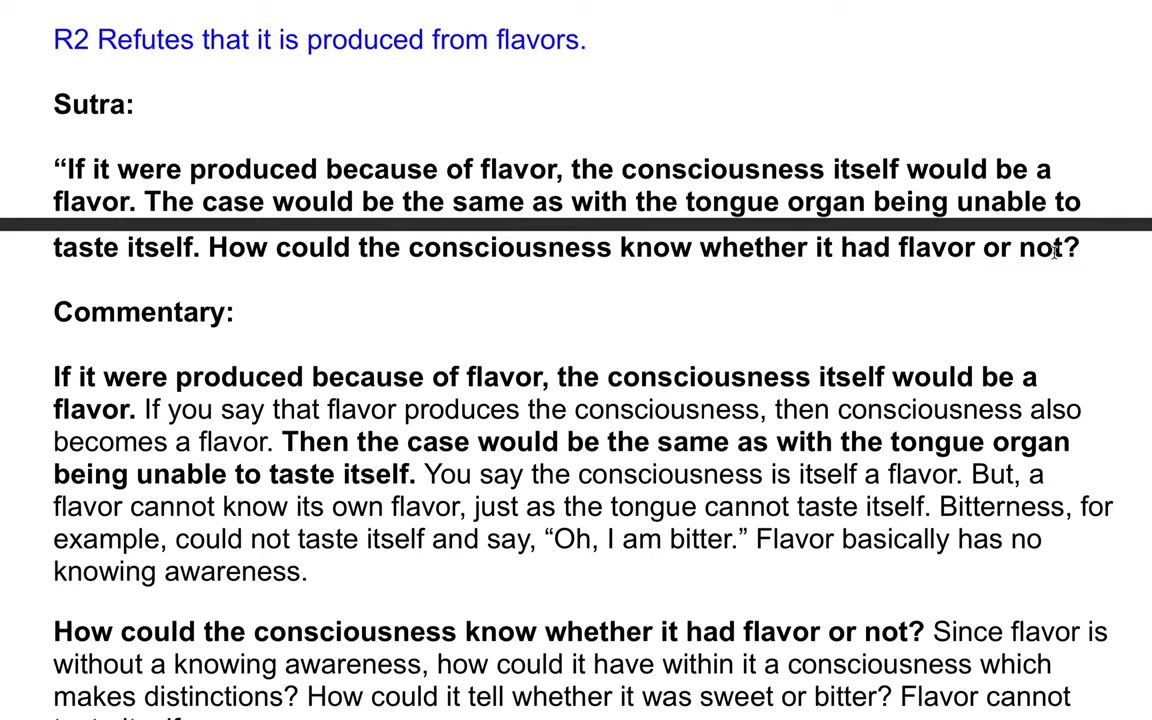 R2 Refutes that it is produced from flavors.
Sutra:
“If it were produced because of flavor, the consciousness itself would be a
flavor. The case would be the same as with the tongue organ being unable to
taste itself. How could the consciousness know whether it had flavor or not?
Commentary:
If it were produced because of flavor, the consciousness itself would be a
flavor. If you say that flavor produces the consciousness, then consciousness also
becomes a flavor. Then the case would be the same as with the tongue organ
being unable to taste itself. You say the consciousness is itself a flavor. But, a
flavor cannot know its own flavor, just as the tongue cannot taste itself. Bitterness, for
example, could not taste itself and say, “Oh, I am bitter.” Flavor basically has no
knowing awareness.
How could the consciousness know whether it had flavor or not? Since flavor is
without a knowing awareness, how could it have within it a consciousness which
makes distinctions? How could it tell whether it was sweet or bitter? Flavor cannot